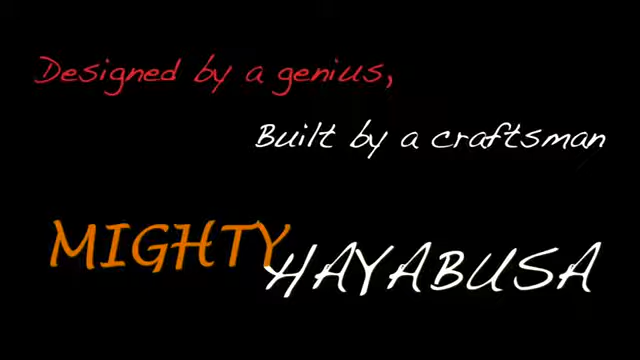 Designed by a genius,
Built by a craftsman
MIGHTY HAYABUSA